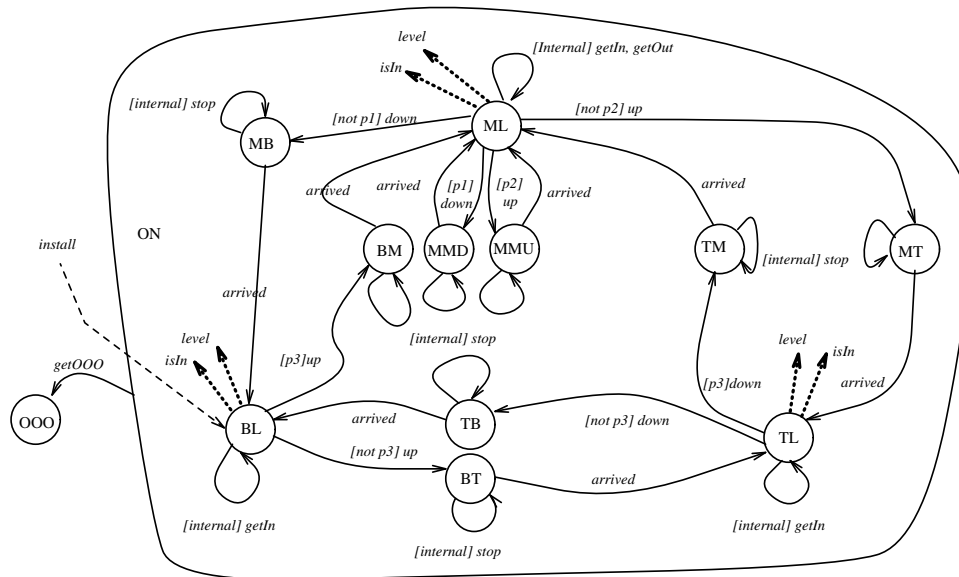 level
[Internal] getIn, getOut
isIn
[internal] stop
[not p1] down
[not p2] up
ML
MB
arrived
arrived
[p1]
down
[p2]
up
arrived
arrived
ON
install
BM
MMD
MMU
TM
[internal] stop
MT
arrived
[internal] stop
level
isIn
[p3]up
level
isIn
getOOO
[p3]down
arrived
OOO
BL
arrived
TB
[not p3] down
TL
[not p3] up
BT
arrived
[internal] getIn
[internal] stop
[internal] getIn